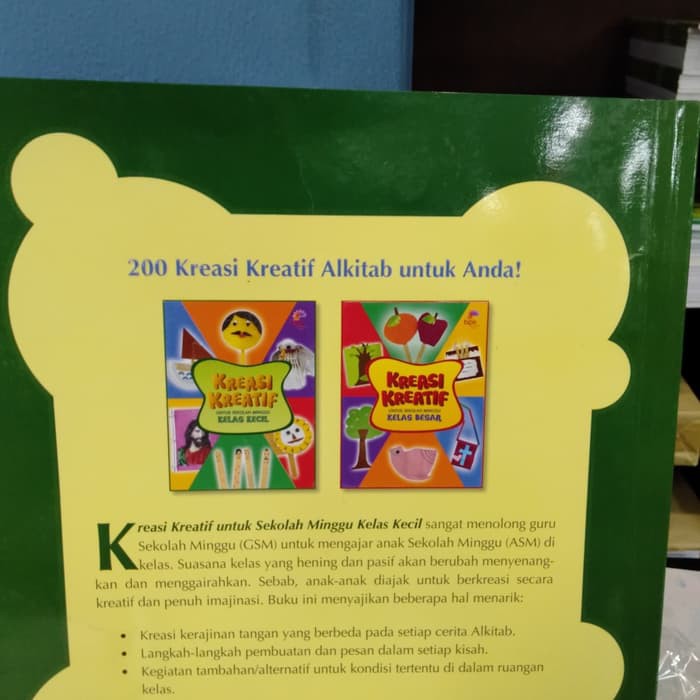 200 Kreasi Kreatif Alkitab untuk Anda!
KREASI
KREATIF
UNTUK SEKOLAH MINGGU
KELAS KECIL
KREASI
KREATIF
UNTUK SEKOLAH MINGGU
KELAS BESAR
Kreasi Kreatif untuk Sekolah Minggu Kelas Kecil sangat menolong guru
Sekolah Minggu (GSM) untuk mengajar anak Sekolah Minggu (ASM) di
kelas. Suasana kelas yang hening dan pasif akan berubah menyenang-
kan dan menggairahkan. Sebab, anak-anak diajak untuk berkreasi secara
kreatif dan penuh imajinasi. Buku ini menyajikan beberapa hal menarik:
• Kreasi kerajinan tangan yang berbeda pada setiap cerita Alkitab.
• Langkah-langkah pembuatan dan pesan dalam setiap kisah.
• Kegiatan tambahan/alternatif untuk kondisi tertentu di dalam ruangan
kelas.